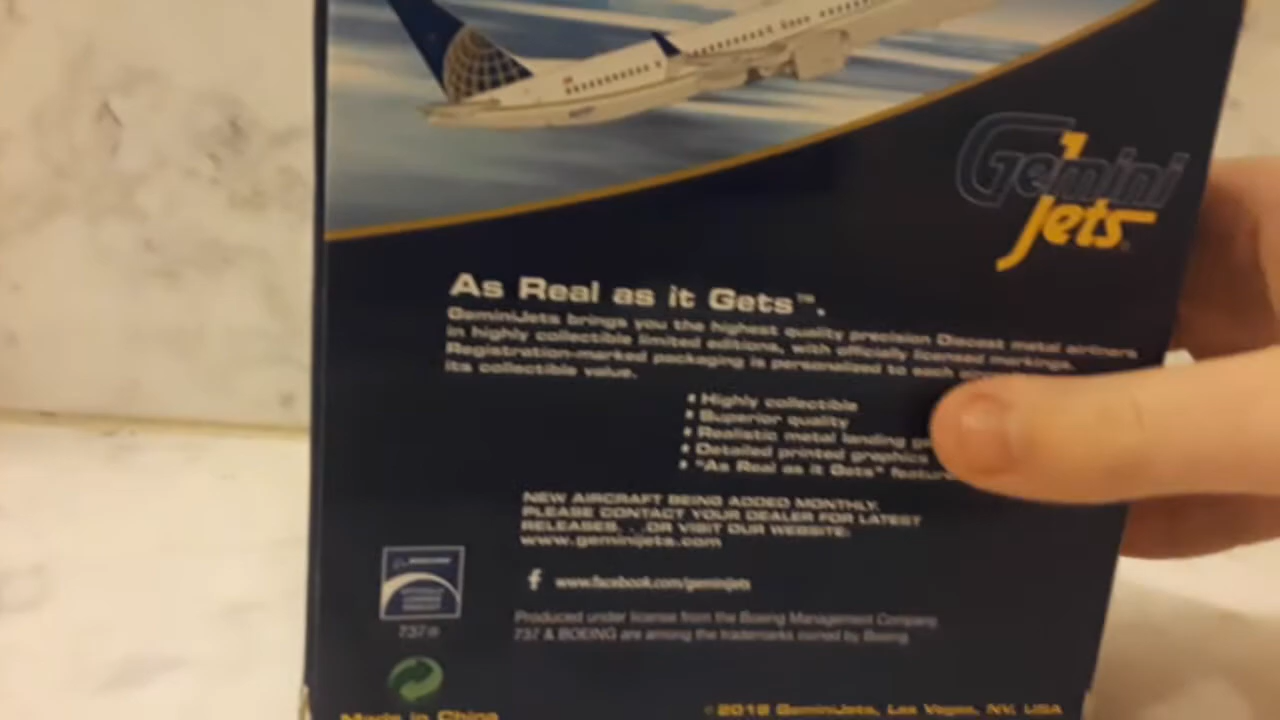 Gemini
Jets
As Real as it Gets™.
GeminiJets brings you the highest quality precision Diecast metal airliners
in highly collectible limited editions, with officially licensed markings.
Registration-marked packaging is personalized to each
its collectible value.
• Highly collectible
• Superior quality
• Realistic metal landing
• Detailed printed graphics
• "As Real as it Gets"
NEW AIRCRAFT BEING ADDED MONTHLY.
PLEASE CONTACT YOUR DEALER FOR LATEST
RELEASES. . .OR VISIT OUR WEBSITE:
www.geminijets.com
f www.facebook.com/geminijets
Produced under license from the Boeing Management Company.
737 & BOEING are among the trademarks owned by Boeing.
Made in China
GeminiJets, Las Vegas, NV, USA